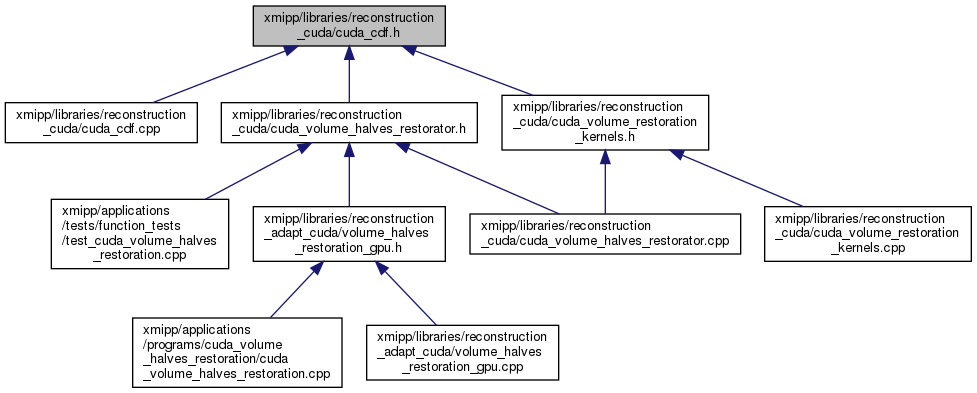 xmipp/libraries/reconstruction
_cuda/cuda_cdf.h
xmipp/libraries/reconstruction
_cuda/cuda_cdf.cpp
xmipp/libraries/reconstruction
_cuda/cuda_volume_halves_restorator.h
xmipp/libraries/reconstruction
_cuda/cuda_volume_restoration
_kernels.h
xmipp/applications
/tests/function_tests
/test_cuda_volume_halves
_restoration.cpp
xmipp/libraries/reconstruction
_adapt_cuda/volume_halves
_restoration_gpu.h
xmipp/libraries/reconstruction
_cuda/cuda_volume_halves_restorator.cpp
xmipp/libraries/reconstruction
_cuda/cuda_volume_restoration
_kernels.cpp
xmipp/applications
/programs/cuda_volume
_halves_restoration/cuda
_volume_halves_restoration.cpp
xmipp/libraries/reconstruction
_adapt_cuda/volume_halves
_restoration_gpu.cpp